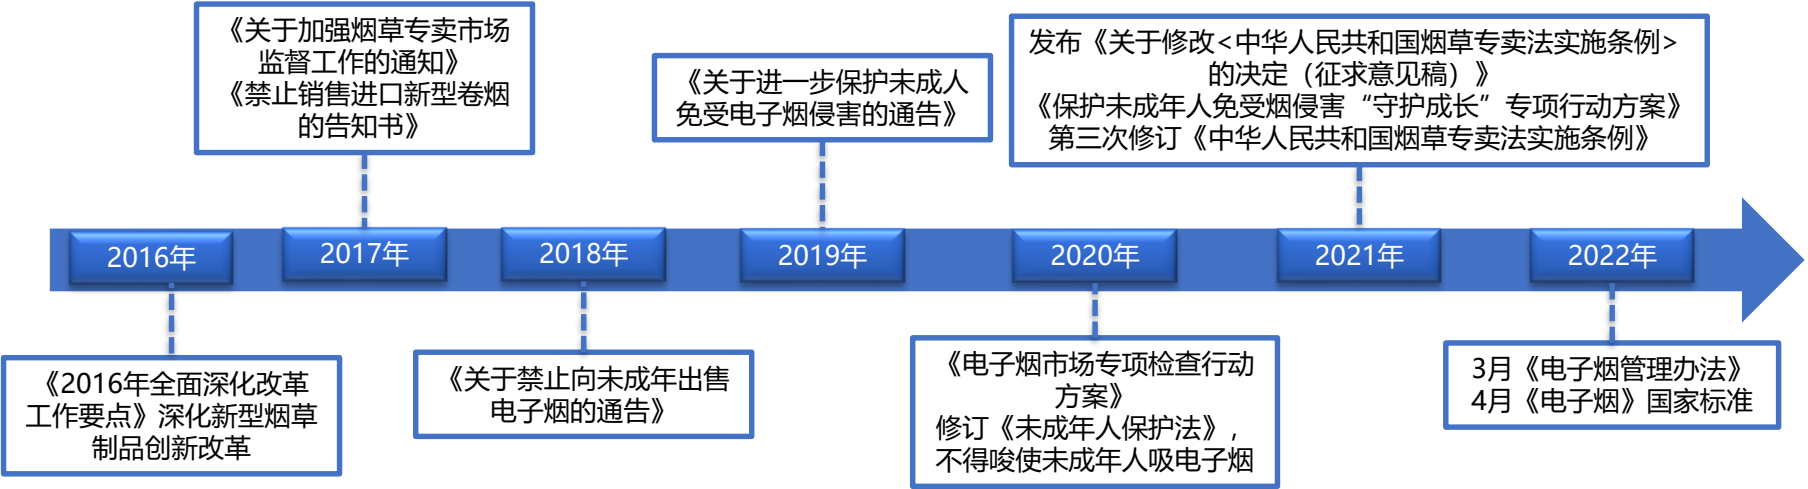 《关于加强烟草专卖市场
监督工作的通知》
《禁止销售进口新型卷烟
的告知书》
《关于进一步保护未成人
免受电子烟侵害的通告》
发布《关于修改<中华人民共和国烟草专卖法实施条例>
的决定（征求意见稿）》
《保护未成年人免受烟侵害“守护成长”专项行动方案》
第三次修订《中华人民共和国烟草专卖法实施条例》
2016年
2017年
2018年
2019年
2020年
2021年
2022年
《2016年全面深化改革
工作要点》深化新型烟草
制品创新改革
《关于禁止向未成年出售
电子烟的通告》
《电子烟市场专项检查行动
方案》
修订《未成年人保护法》，
不得唆使未成年人吸电子烟
3月《电子烟管理办法》
4月《电子烟》国家标准